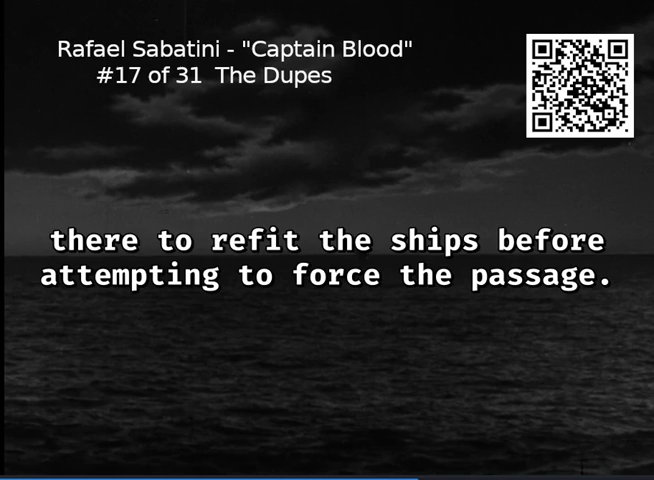 Rafael Sabatini - "Captain Blood"
#17 of 31 The Dupes
there to refit the ships before
attempting to force the passage.